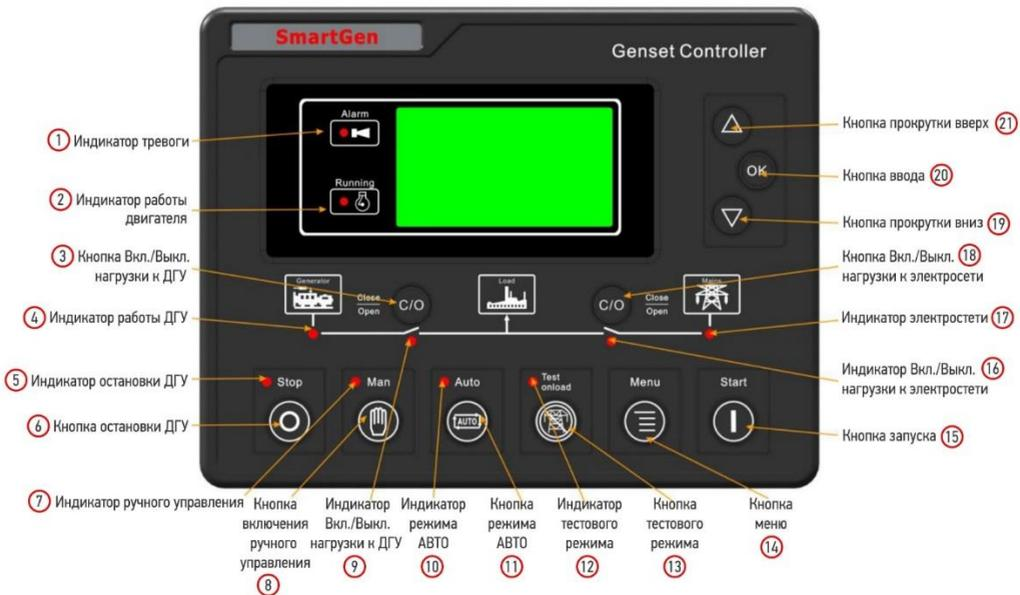 SmartGen
Genset Controller
Alarm
Running
1 Индикатор тревоги
2 Индикатор работы
двигателя
3 Кнопка Вкл./Выкл.
нагрузки к ДГУ
4 Индикатор работы ДГУ
5 Индикатор остановки ДГУ
6 Кнопка остановки ДГУ
7 Индикатор ручного управления
OK
Кнопка прокрутки вверх 21
Кнопка ввода 20
Кнопка прокрутки вниз 19
Кнопка Вкл./Выкл. 18
нагрузки к электросети
Индикатор электростети 17
Индикатор Вкл./Выкл. 16
нагрузки к электростети
Кнопка запуска 15
Generator
Close
Open
C/O
Load
C/O
Close
Open
Mains
Stop
Man
Auto
AUTO
Test
onload
Menu
Start
Кнопка
включения
ручного
управления
8
Индикатор
Вкл./Выкл.
нагрузки к ДГУ
9
Индикатор
режима
АВТО
10
Кнопка
режима
АВТО
11
Индикатор
тестового
режима
12
Кнопка
тестового
режима
13
Кнопка
меню
14